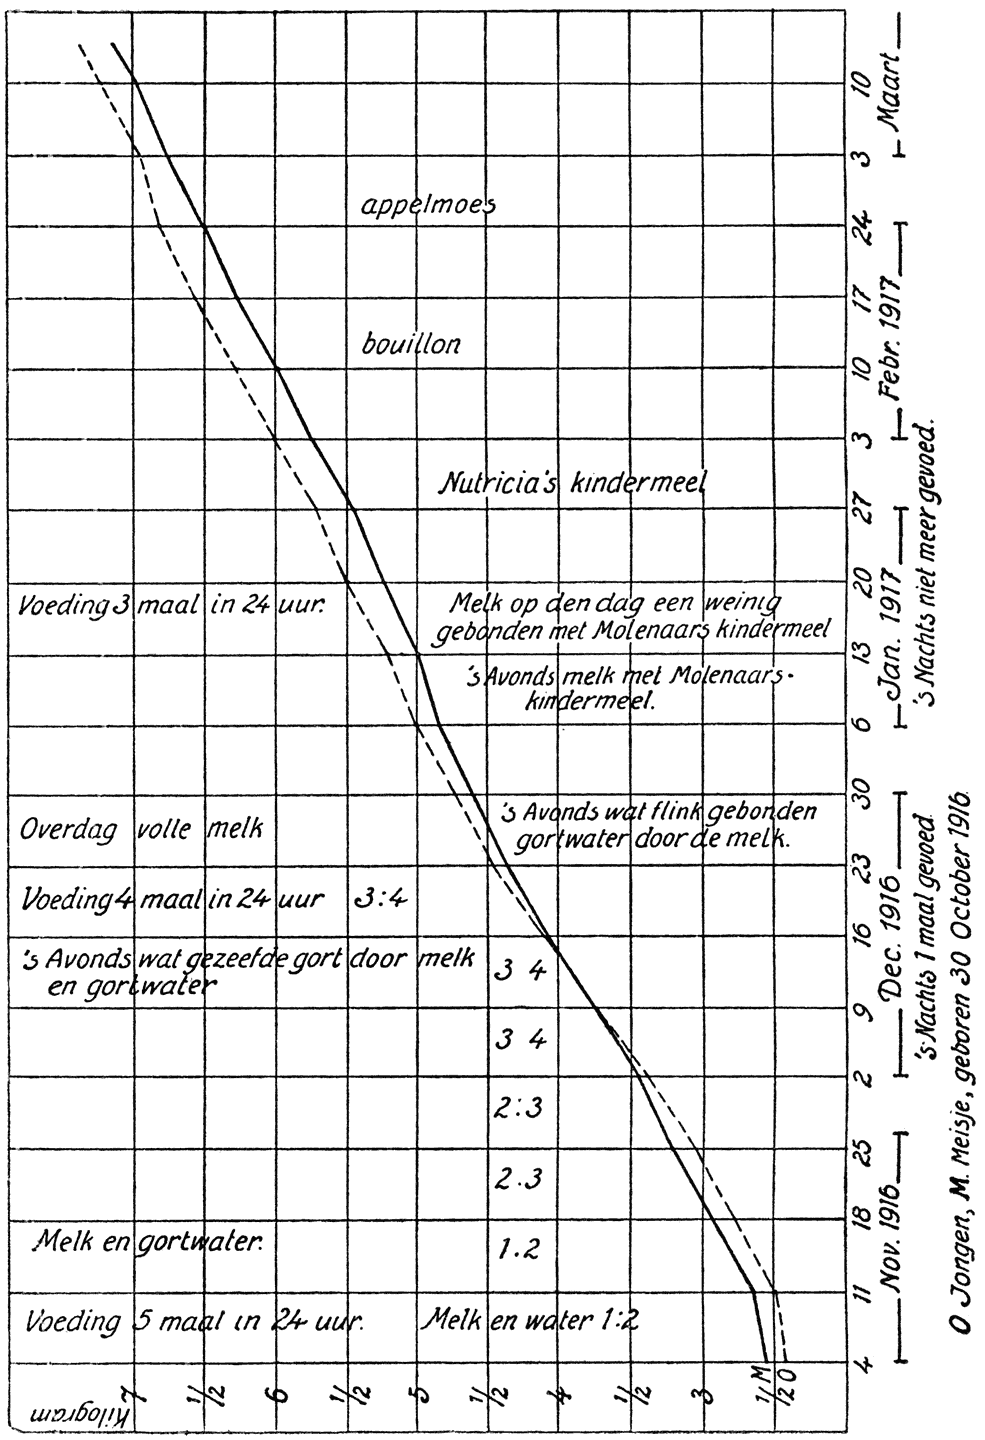 appelmoes
bouillon
Nutricia's kindermeel
Voeding 3 maal in 24 uur.
Melk op den dag een weinig
gebonden met Molenaars kindermeel
's Avonds melk met Molenaars-
kindermeel.
Overdag volle melk
's Avonds wat flink gebonden
gortwater door de melk.
Voeding 4 maal in 24 uur 3:4
's Avonds wat gezeefde gort door melk
en gortwater
3 4
3 4
2:3
2.3
Melk en gortwater.
1.2
Voeding 5 maal in 24 uur.
Melk en water 1:2
Kilogram
7
1/2
6
1/2
5
1/2
4
1/2
3
1/2
M
O
4
11
18
25
2
9
16
23
30
6
13
20
27
3
10
17
24
3
10
Nov. 1916
Dec. 1916
Jan. 1917
Febr. 1917
Maart
's Nachts 1 maal gevoed
's Nachts niet meer gevoed.
O Jongen, M. Meisje, geboren 30 October 1916.